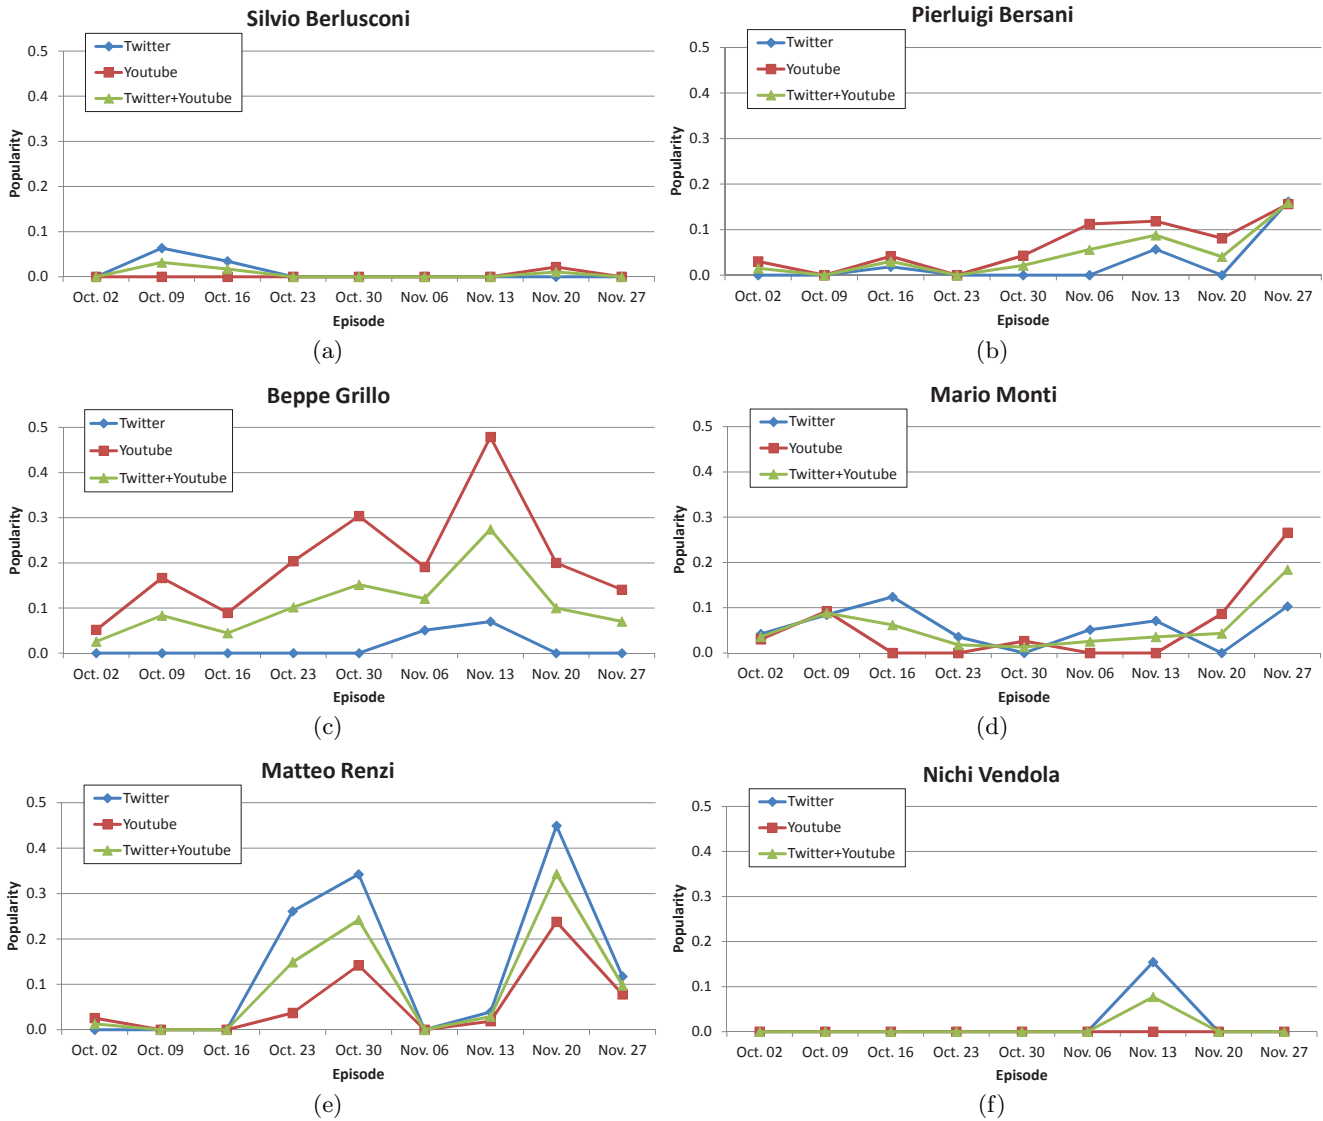 Silvio Berlusconi
Twitter
Youtube
Twitter+Youtube
0.5
0.4
0.3
0.2
0.1
0.0
Popularity
Oct. 02 Oct. 09 Oct. 16 Oct. 23 Oct. 30 Nov. 06 Nov. 13 Nov. 20 Nov. 27
Episode
(a)
Pierluigi Bersani
Twitter
Youtube
Twitter+Youtube
0.5
0.4
0.3
0.2
0.1
0.0
Popularity
Oct. 02 Oct. 09 Oct. 16 Oct. 23 Oct. 30 Nov. 06 Nov. 13 Nov. 20 Nov. 27
Episode
(b)
Beppe Grillo
Twitter
Youtube
Twitter+Youtube
0.5
0.4
0.3
0.2
0.1
0.0
Popularity
Oct. 02 Oct. 09 Oct. 16 Oct. 23 Oct. 30 Nov. 06 Nov. 13 Nov. 20 Nov. 27
Episode
(c)
Mario Monti
Twitter
Youtube
Twitter+Youtube
0.5
0.4
0.3
0.2
0.1
0.0
Popularity
Oct. 02 Oct. 09 Oct. 16 Oct. 23 Oct. 30 Nov. 06 Nov. 13 Nov. 20 Nov. 27
Episode
(d)
Matteo Renzi
Twitter
Youtube
Twitter+Youtube
0.5
0.4
0.3
0.2
0.1
0.0
Popularity
Oct. 02 Oct. 09 Oct. 16 Oct. 23 Oct. 30 Nov. 06 Nov. 13 Nov. 20 Nov. 27
Episode
(e)
Nichi Vendola
Twitter
Youtube
Twitter+Youtube
0.5
0.4
0.3
0.2
0.1
0.0
Popularity
Oct. 02 Oct. 09 Oct. 16 Oct. 23 Oct. 30 Nov. 06 Nov. 13 Nov. 20 Nov. 27
Episode
(f)